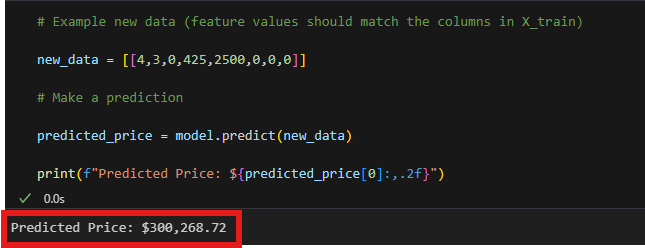 # Example new data (feature values should match the columns in X_train)
new_data = [[4,3,0,425,2500,0,0,0]]
# Make a prediction
predicted_price = model.predict(new_data)
print(f"Predicted Price: ${predicted_price[0]:,.2f}")
0.0s
Predicted Price: $300,268.72